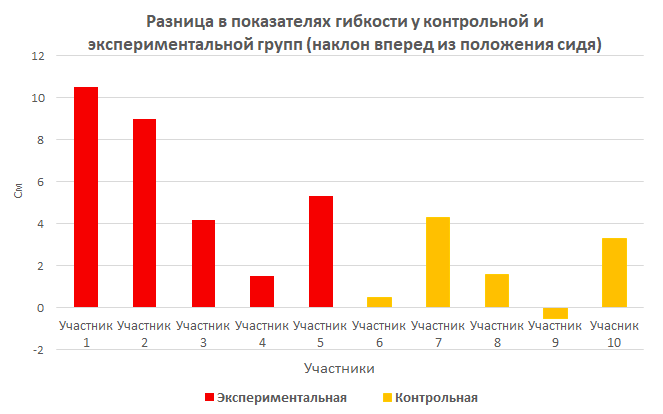 Разница в показателях гибкости у контрольной и
экспериментальной групп (наклон вперед из положения сидя)
12
10
8
6
4
2
0
-2
См
Участник 1
Участник 2
Участник 3
Участник 4
Участник 5
Участник 6
Участник 7
Участник 8
Участник 9
Учасник 10
Участники
Экспериментальная
Контрольная